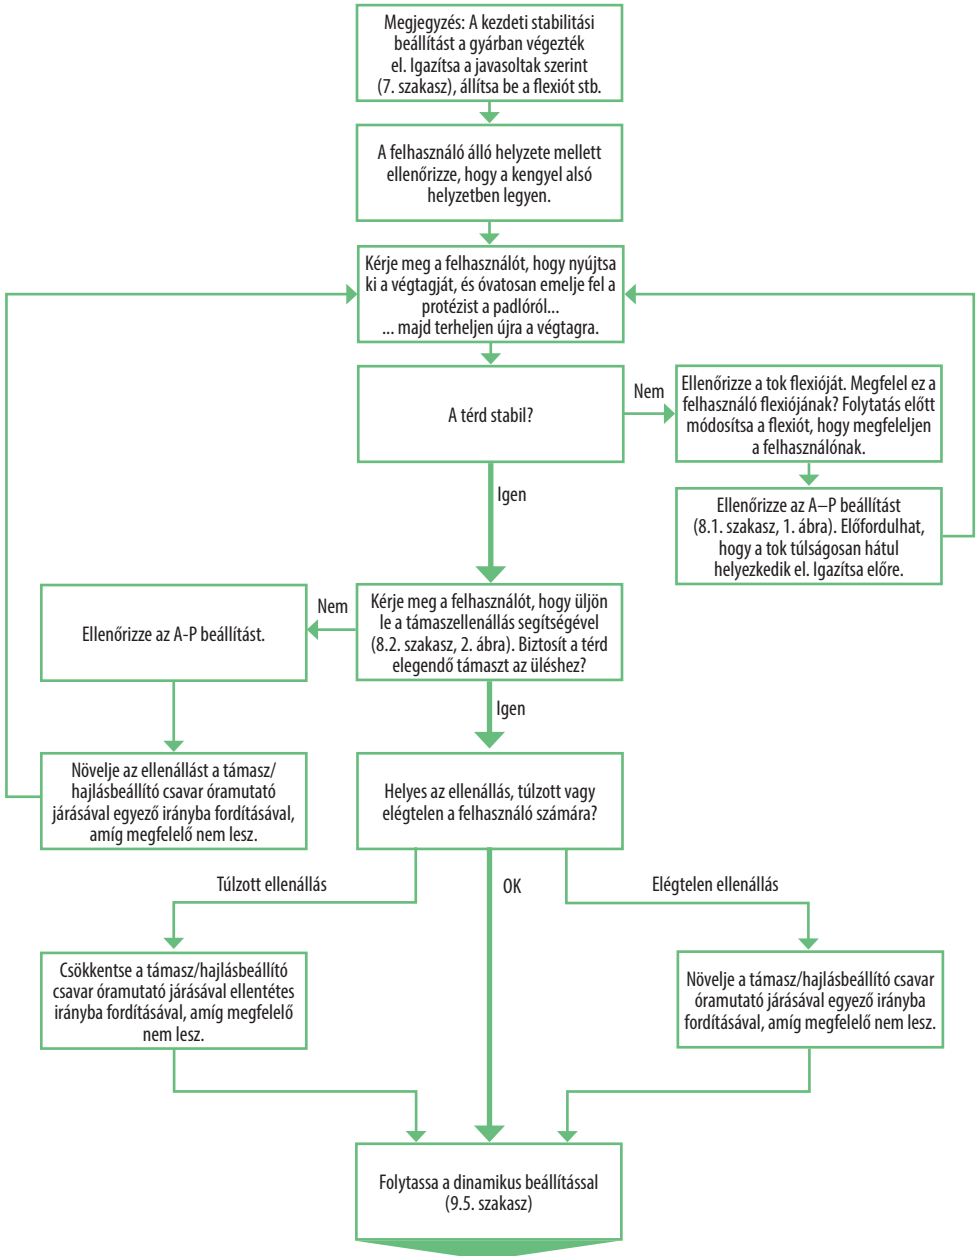 Megjegyzés: A kezdeti stabilitási
beállítást a gyárban végezték
el. Igazítsa a javasoltak szerint
(7. szakasz), állítsa be a flexiót stb.
A felhasználó álló helyzete mellett
ellenőrizze, hogy a kengyel alsó
helyzetben legyen.
Kérje meg a felhasználót, hogy nyújtsa
ki a végtagját, és óvatosan emelje fel a
protézist a padlóról...
... majd terheljen újra a végtagra.
A térd stabil?
Nem
Ellenőrizze a tok flexióját. Megfelel ez a
felhasználó flexiójának? Folytatás előtt
módosítsa a flexiót, hogy megfeleljen
a felhasználónak.
Igen
Ellenőrizze az A–P beállítást
(8.1. szakasz, 1. ábra). Előfordulhat,
hogy a tok túlságosan hátul
helyezkedik el. Igazítsa előre.
Kérje meg a felhasználót, hogy üljön
le a támaszellenállás segítségével
(8.2. szakasz, 2. ábra). Biztosít a térd
elegendő támaszt az üléshez?
Nem
Ellenőrizze az A-P beállítást.
Igen
Növelje az ellenállást a támasz/
hajlásbeállító csavar óramutató
járásával egyező irányba fordításával,
amíg megfelelő nem lesz.
Helyes az ellenállás, túlzott vagy
elégtelen a felhasználó számára?
Túlzott ellenállás
OK
Elégtelen ellenállás
Csökkentse a támasz/hajlásbeállító
csavar óramutató járásával ellentétes
irányba fordításával, amíg megfelelő
nem lesz.
Növelje a támasz/hajlásbeállító csavar
óramutató járásával egyező irányba
fordításával, amíg megfelelő nem lesz.
Folytassa a dinamikus beállítással
(9.5. szakasz)